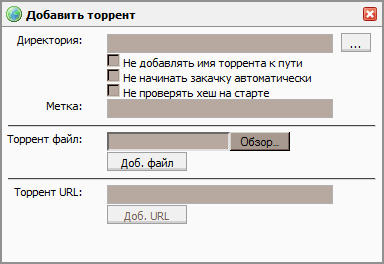 Добавить торрент
Директория:
...
Не добавлять имя торрента к пути
Не начинать закачку автоматически
Не проверять хеш на старте
Метка:
Торрент файл:
Обзор...
Доб. файл
Торрент URL:
Доб. URL